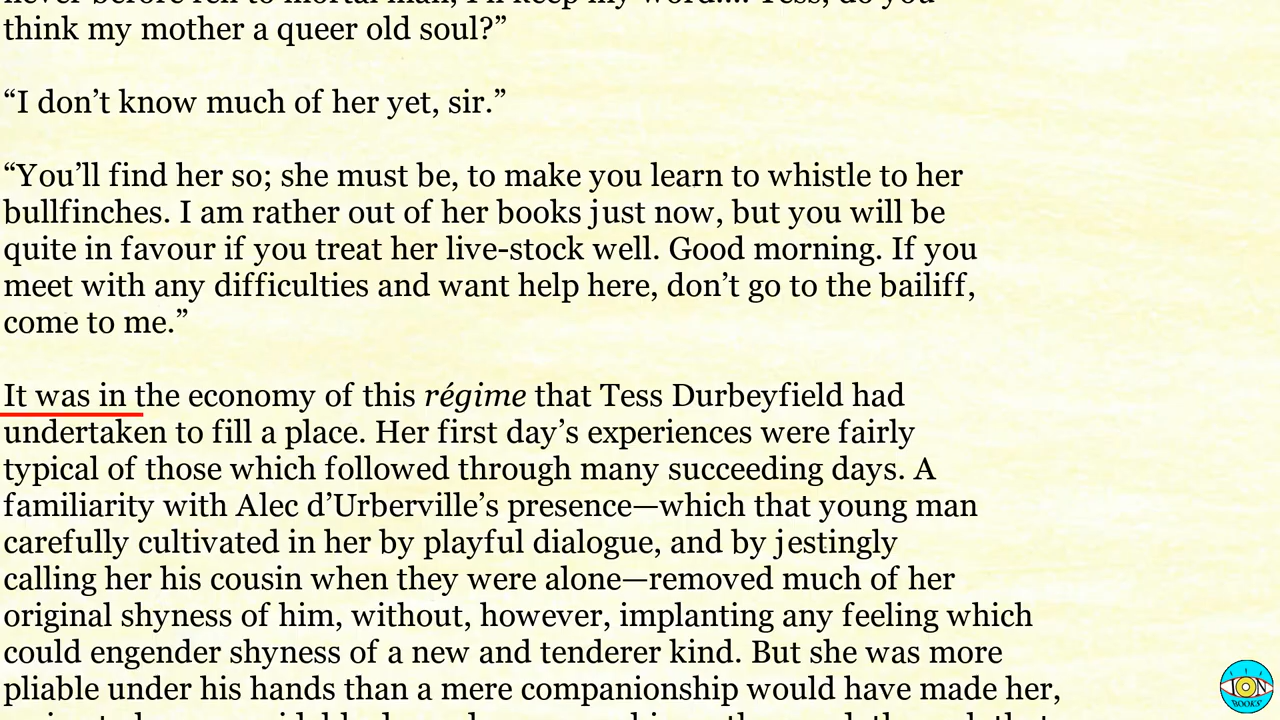 think my mother a queer old soul?”
“I don’t know much of her yet, sir.”
“You’ll find her so; she must be, to make you learn to whistle to her
bullfinches. I am rather out of her books just now, but you will be
quite in favour if you treat her live-stock well. Good morning. If you
meet with any difficulties and want help here, don’t go to the bailiff,
come to me.”
It was in the economy of this régime that Tess Durbeyfield had
undertaken to fill a place. Her first day’s experiences were fairly
typical of those which followed through many succeeding days. A
familiarity with Alec d’Urberville’s presence—which that young man
carefully cultivated in her by playful dialogue, and by jestingly
calling her his cousin when they were alone—removed much of her
original shyness of him, without, however, implanting any feeling which
could engender shyness of a new and tenderer kind. But she was more
pliable under his hands than a mere companionship would have made her,
ION
BOOKS